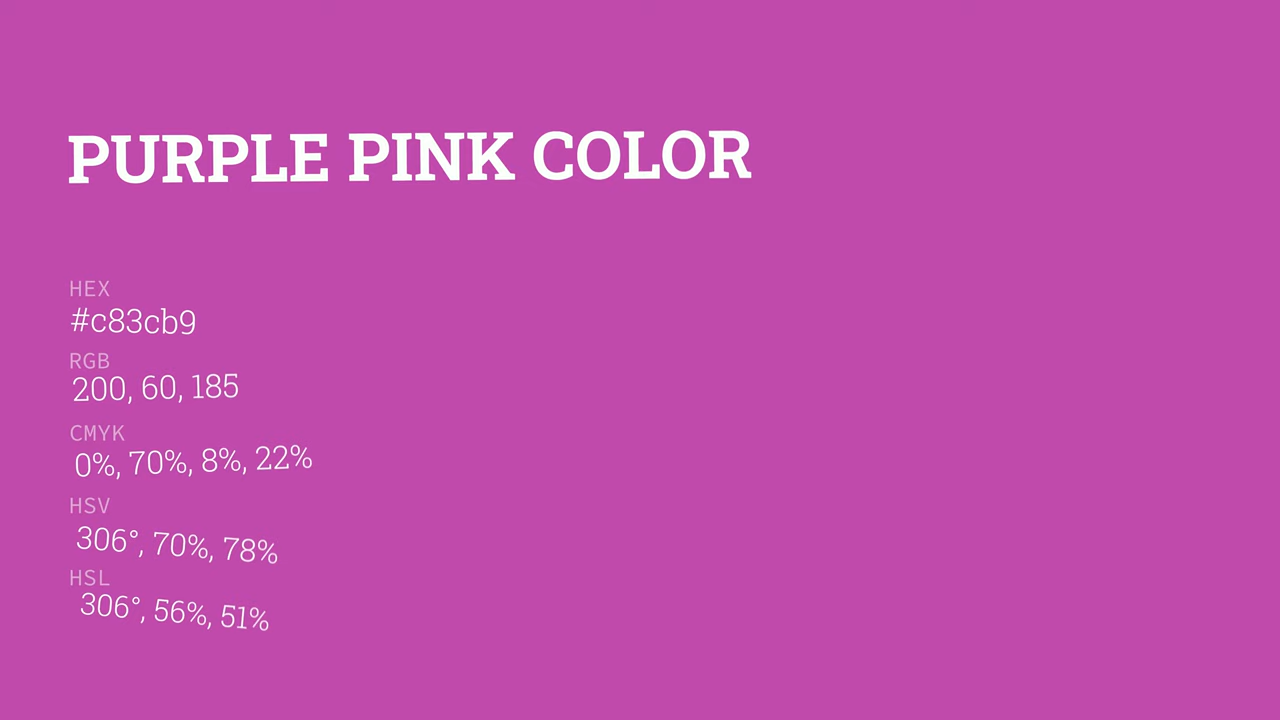 PURPLE PINK COLOR
HEX
#c83cb9
RGB
200, 60, 185
CMYK
0%, 70%, 8%, 22%
HSV
306°, 70%, 78%
HSL
306°, 56%, 51%